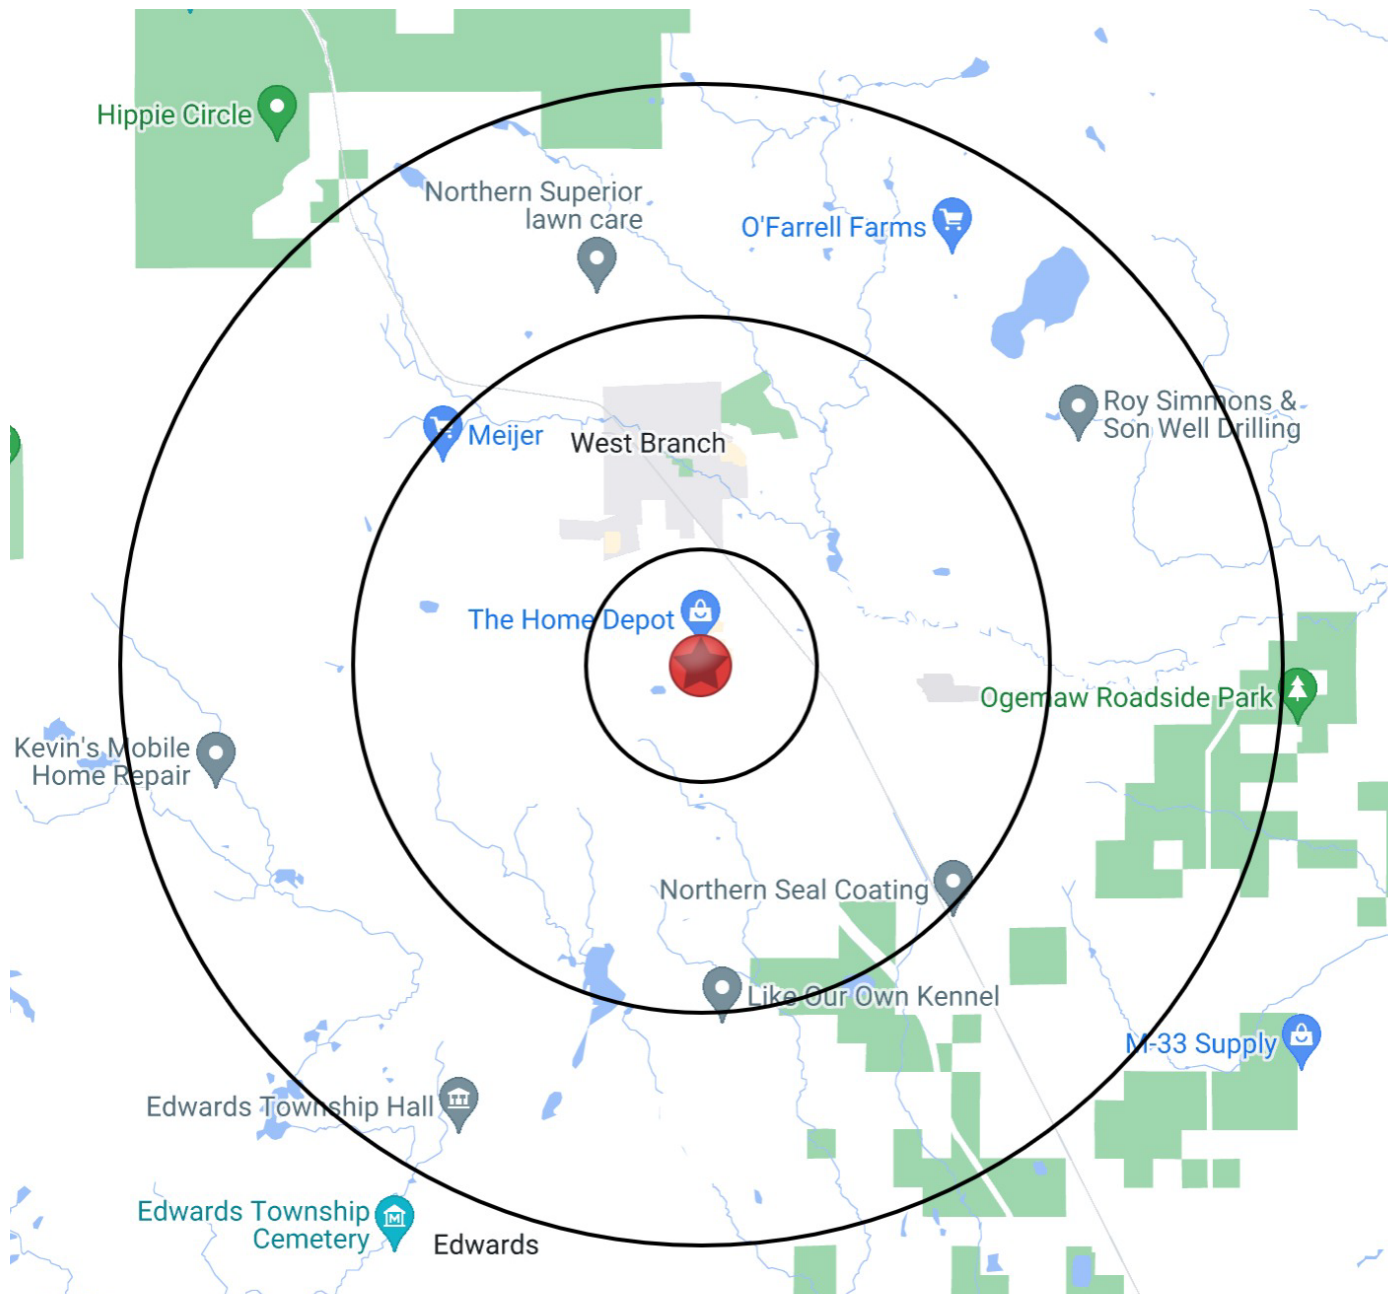 Hippie Circle
Northern Superior
lawn care
O'Farrell Farms
Roy Simmons &
Son Well Drilling
Meijer
West Branch
The Home Depot
Ogemaw Roadside Park
Kevin's Mobile
Home Repair
Northern Seal Coating
Like Our Own Kennel
M-33 Supply
Edwards Township Hall
Edwards Township
Cemetery
Edwards